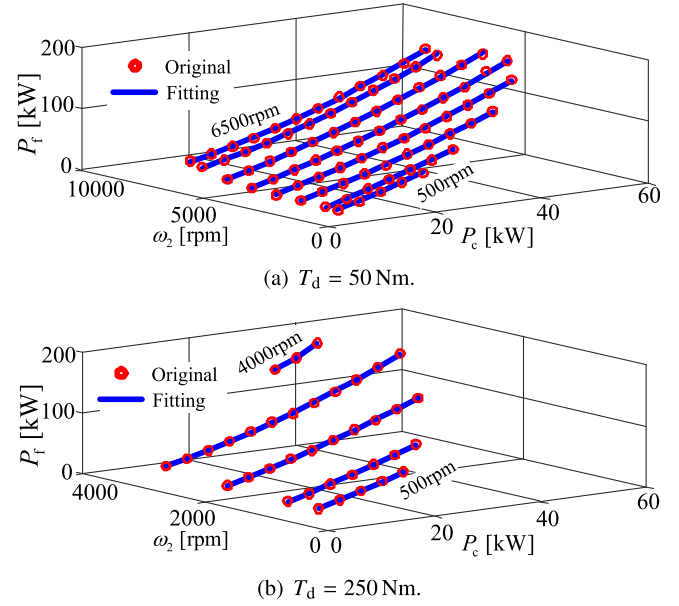 200
Original
Fitting
100
P_f [kW]
6500rpm
0
10000
5000
500rpm
60
40
20
0 0
ω_2 [rpm]
P_c [kW]
(a) T_d = 50 Nm.
200
4000rpm
Original
Fitting
100
P_f [kW]
0
4000
2000
500rpm
60
40
20
0 0
ω_2 [rpm]
P_c [kW]
(b) T_d = 250 Nm.